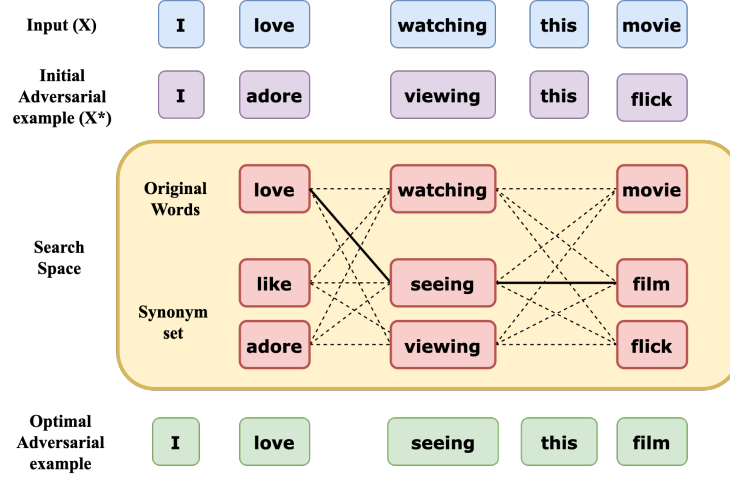 Input (X) I love watching this movie
Initial
Adversarial
example (X*)
I adore viewing this flick
Search
Space
Original
Words
love watching movie
like seeing film
Synonym
set
adore viewing flick
Optimal
Adversarial
example
I love seeing this film